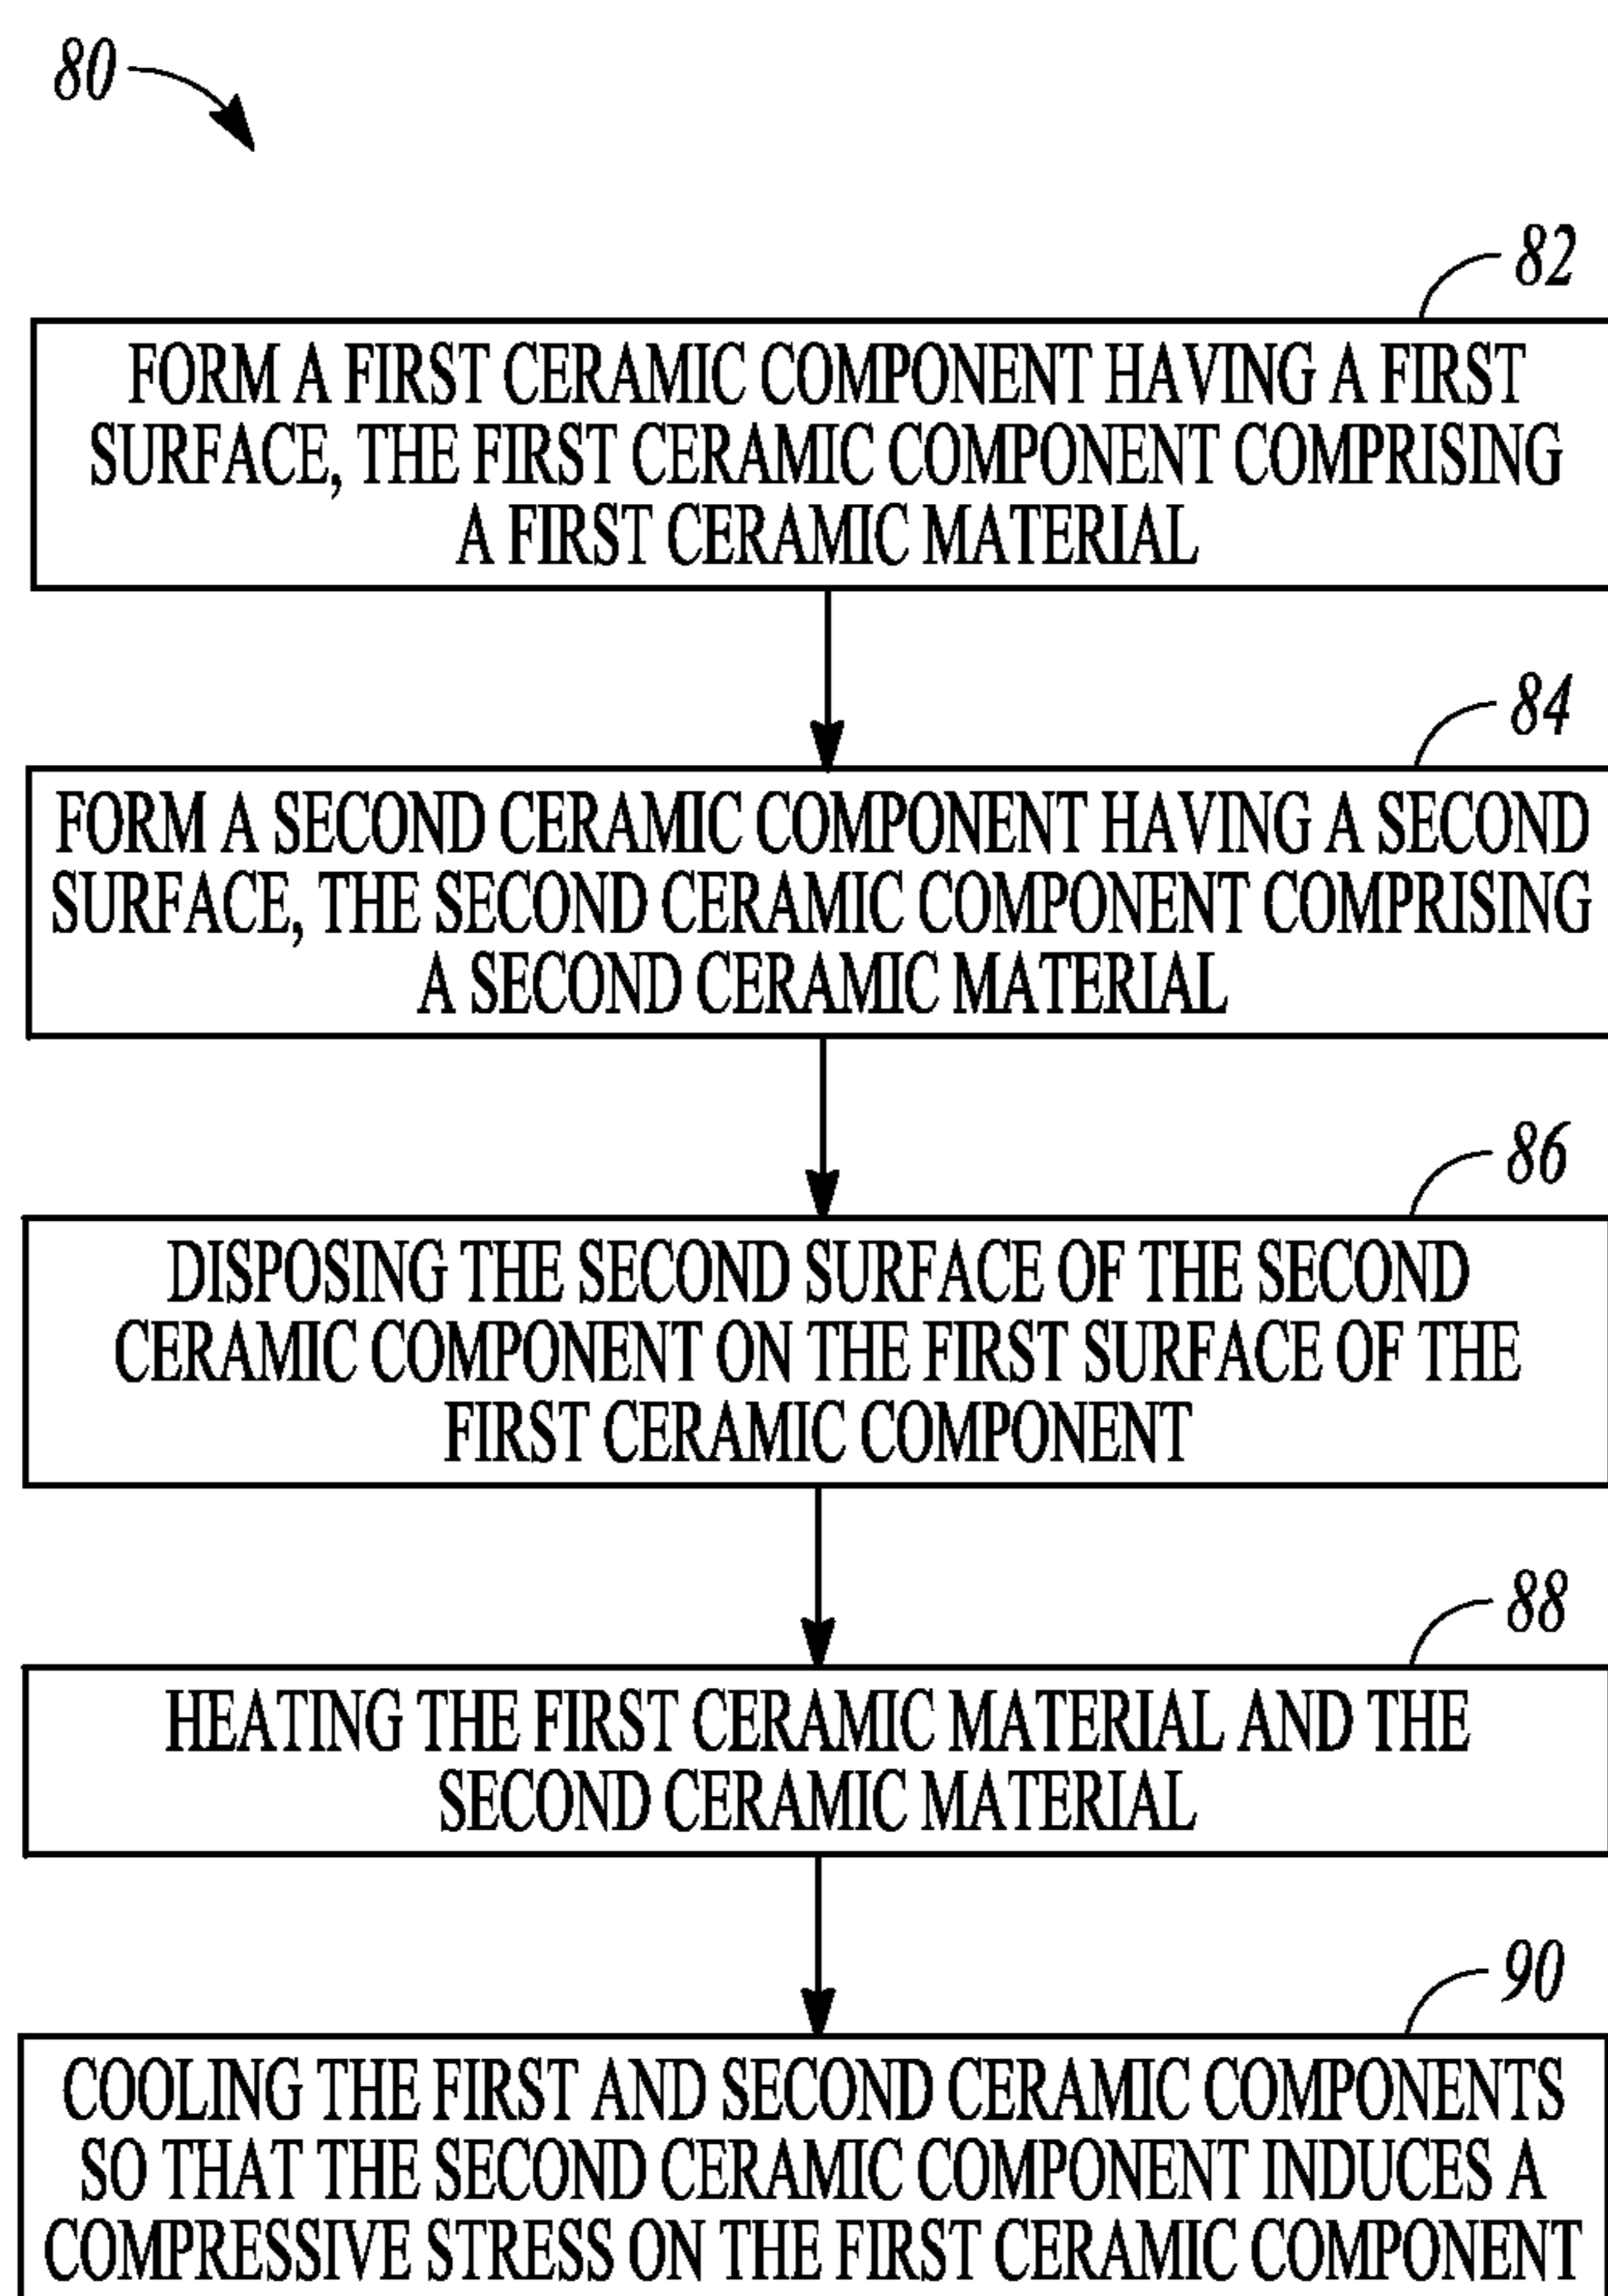 80
82
FORM A FIRST CERAMIC COMPONENT HAVING A FIRST
SURFACE, THE FIRST CERAMIC COMPONENT COMPRISING
A FIRST CERAMIC MATERIAL
84
FORM A SECOND CERAMIC COMPONENT HAVING A SECOND
SURFACE, THE SECOND CERAMIC COMPONENT COMPRISING
A SECOND CERAMIC MATERIAL
86
DISPOSING THE SECOND SURFACE OF THE SECOND
CERAMIC COMPONENT ON THE FIRST SURFACE OF THE
FIRST CERAMIC COMPONENT
88
HEATING THE FIRST CERAMIC MATERIAL AND THE
SECOND CERAMIC MATERIAL
90
COOLING THE FIRST AND SECOND CERAMIC COMPONENTS
SO THAT THE SECOND CERAMIC COMPONENT INDUCES A
COMPRESSIVE STRESS ON THE FIRST CERAMIC COMPONENT